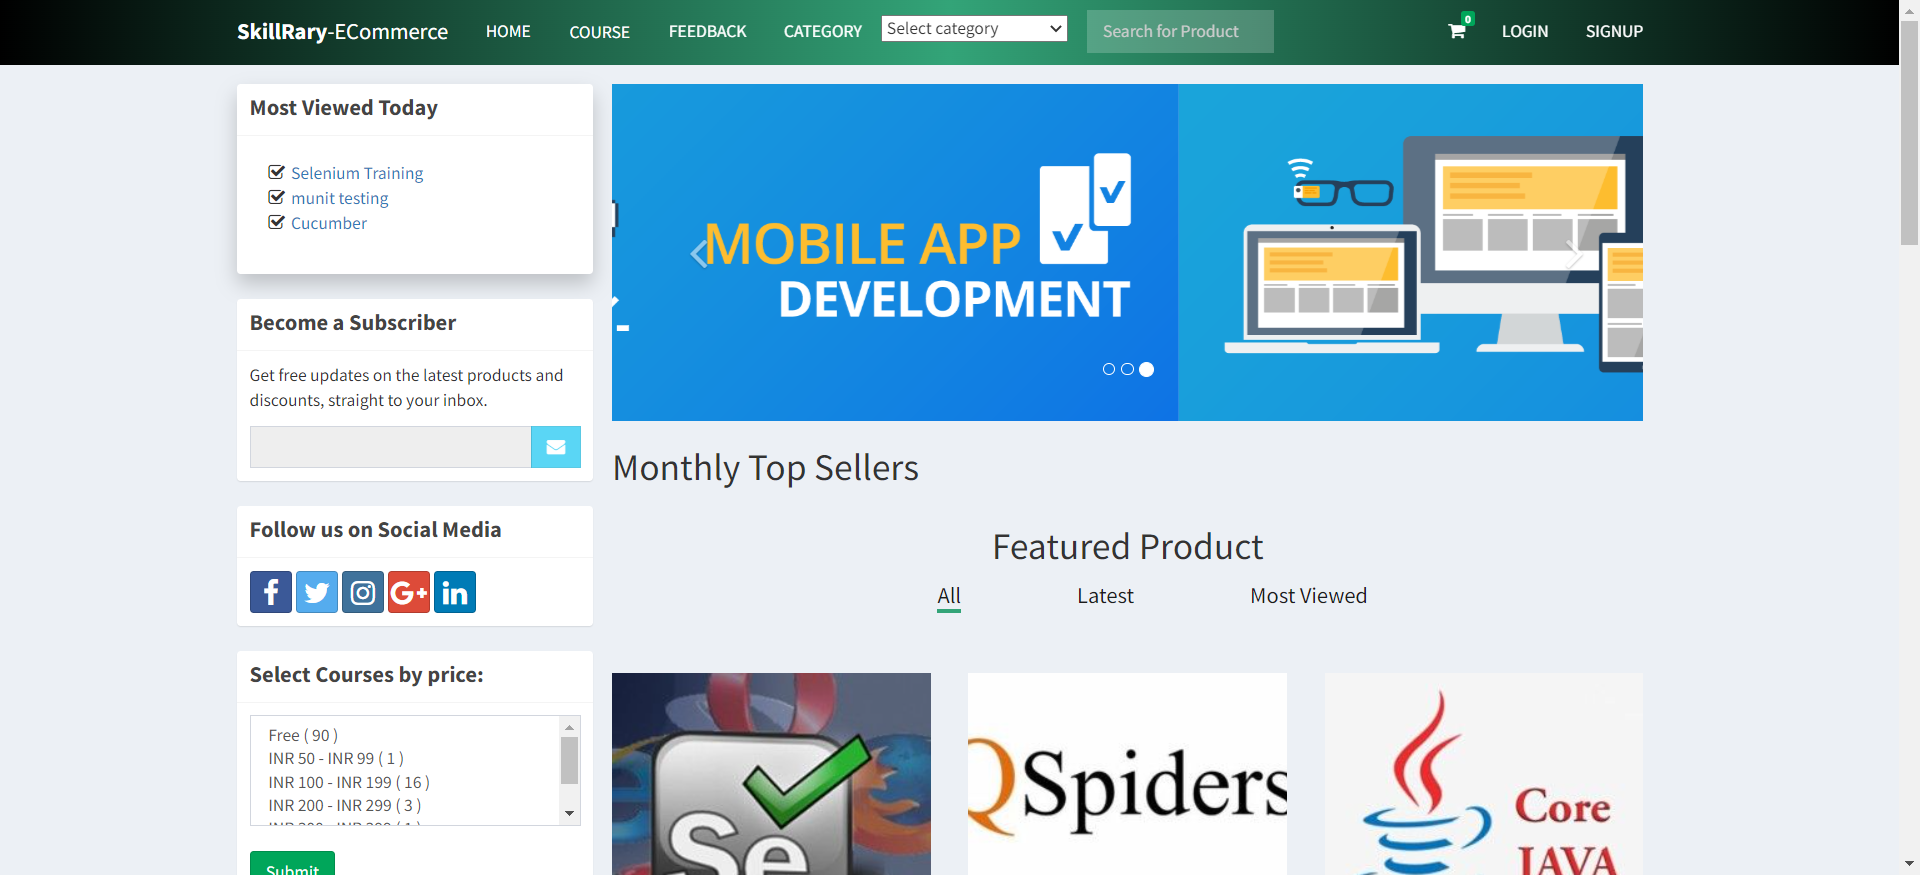 SkillRary-ECommerce HOME COURSE FEEDBACK CATEGORY Select category Search for Product 0 LOGIN SIGNUP
Most Viewed Today
Selenium Training
munit testing
Cucumber
MOBILE APP
DEVELOPMENT
Become a Subscriber
Get free updates on the latest products and
discounts, straight to your inbox.
Follow us on Social Media
Monthly Top Sellers
Featured Product
All Latest Most Viewed
Select Courses by price:
Free ( 90 )
INR 50 - INR 99 ( 1 )
INR 100 - INR 199 ( 16 )
INR 200 - INR 299 ( 3 )
Submit
Se
QSpiders
Core
JAVA